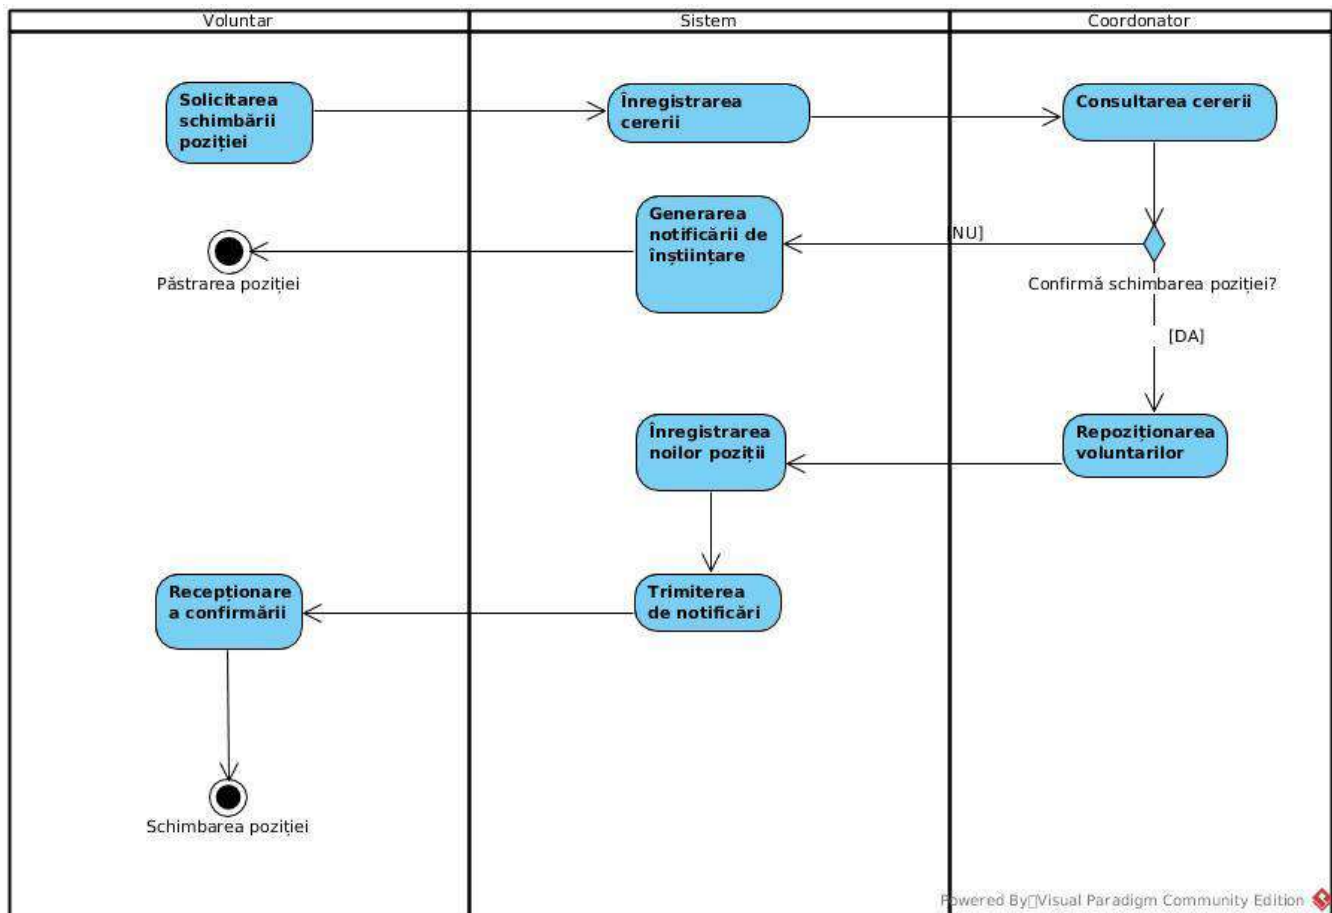 Voluntar
Sistem
Coordonator
Solicitarea
schimbării
poziției
Înregistrarea
cererii
Consultarea cererii
Generarea
notificării de
înștiințare
[NU]
Păstrarea poziției
Confirmă schimbarea poziției?
[DA]
Înregistrarea
noilor poziții
Repoziționarea
voluntarilor
Recepționare
a confirmării
Trimiterea
de notificări
Schimbarea poziției
Powered By Visual Paradigm Community Edition